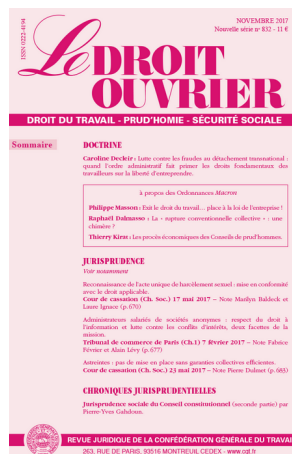 ISSN 0222-4194
NOVEMBRE 2017
Nouvelle série n° 832 - 11 €
Le DROIT
OUVRIER
DROIT DU TRAVAIL - PRUD'HOMIE - SÉCURITÉ SOCIALE
Sommaire
DOCTRINE
Caroline Decleir : Lutte contre les fraudes au détachement transnational :
quand l'ordre administratif fait primer les droits fondamentaux des
travailleurs sur la liberté d'entreprendre.
à propos des Ordonnances MACRON
Philippe Masson : Exit le droit du travail… place à la loi de l'entreprise !
Raphaël Dalmasso : La « rupture conventionnelle collective » : une
chimère ?
Thierry Kirat : Les procès économiques des Conseils de prud'hommes.
JURISPRUDENCE
Voir notamment
Reconnaissance de l'acte unique de harcèlement sexuel : mise en conformité
avec le droit applicable.
Cour de cassation (Ch. Soc.) 17 mai 2017 – Note Marilyn Baldeck et
Laure Ignace (p.670)
Administrateurs salariés de sociétés anonymes : respect du droit à
l'information et lutte contre les conflits d'intérêts, deux facettes de la
mission.
Tribunal de commerce de Paris (Ch.1) 7 février 2017 – Note Fabrice
Février et Alain Lévy (p.677)
Astreintes : pas de mise en place sans garanties collectives efficientes.
Cour de cassation (Ch. Soc.) 23 mai 2017 – Note Pierre Dulmet (p.683)
CHRONIQUES JURISPRUDENTIELLES
Jurisprudence sociale du Conseil constitutionnel (seconde partie) par
Pierre-Yves Gahdoun.
REVUE JURIDIQUE DE LA CONFÉDÉRATION GÉNÉRALE DU TRAVAI
263, RUE DE PARIS, 93516 MONTREUIL CEDEX - www.cgt.fr